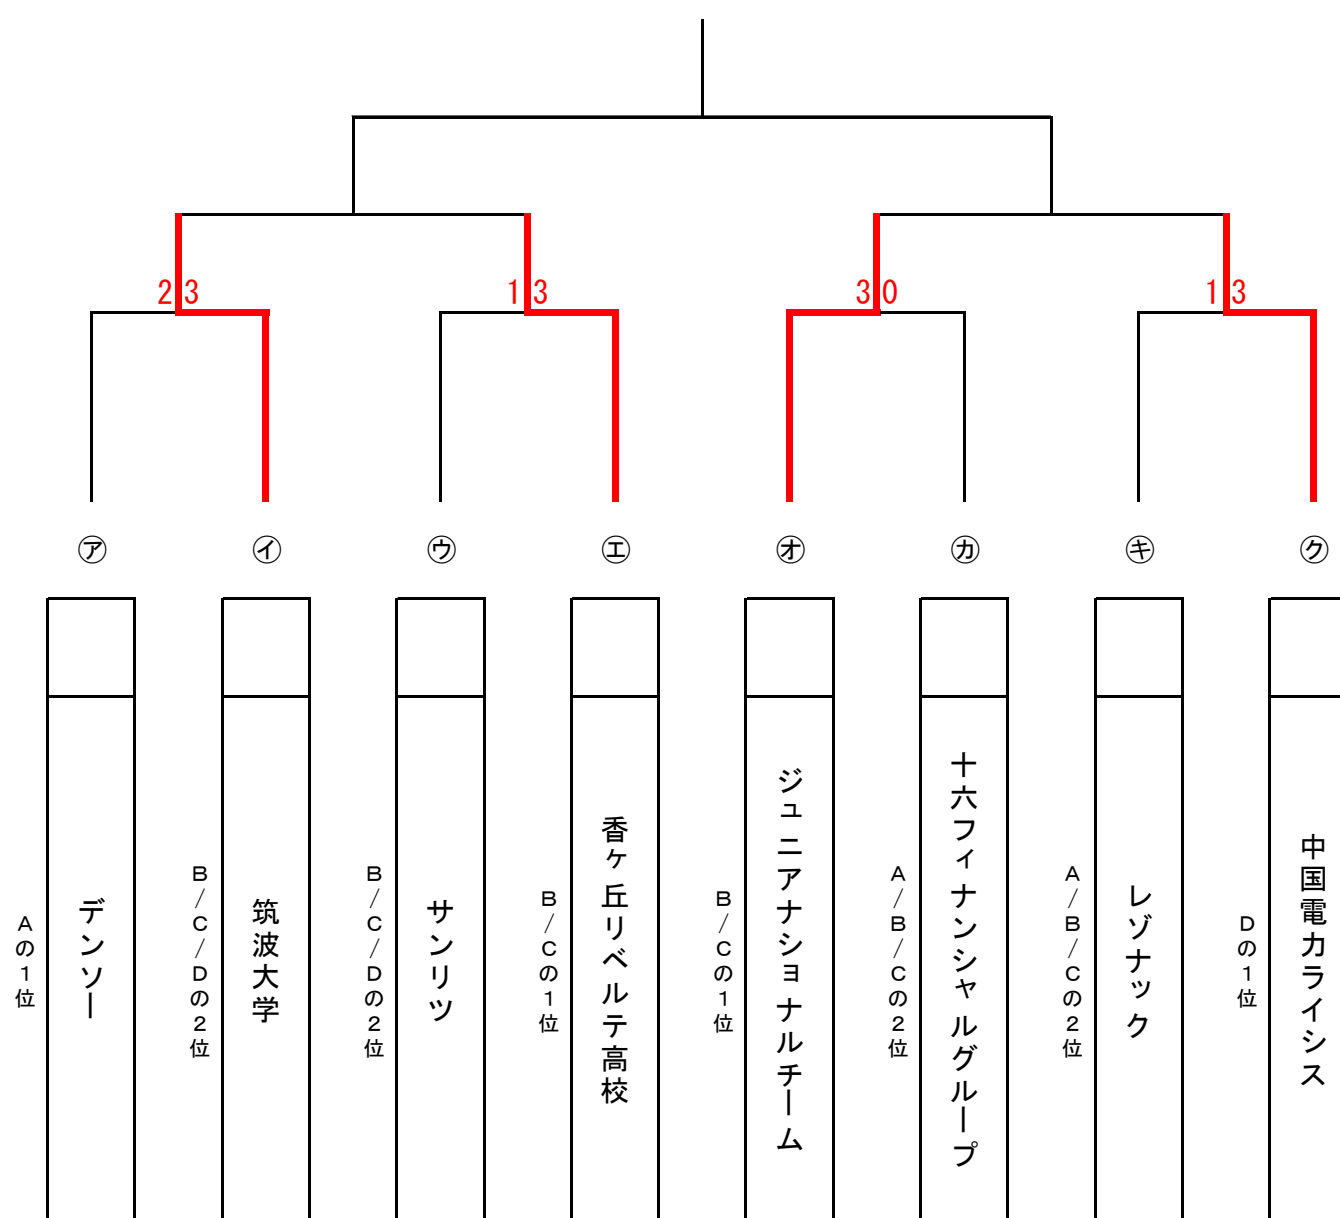 2 3
1 3
3 0
1 3
㋐
㋑
㋒
㋓
㋔
㋕
㋖
㋗
Aの1位
デンソー
B/C/Dの2位
筑波大学
B/C/Dの2位
サンリツ
B/Cの1位
香ヶ丘リベルテ高校
B/Cの1位
ジュニアナショナルチーム
A/B/Cの2位
十六フィナンシャルグループ
A/B/Cの2位
レゾナック
Dの1位
中国電力ライシス